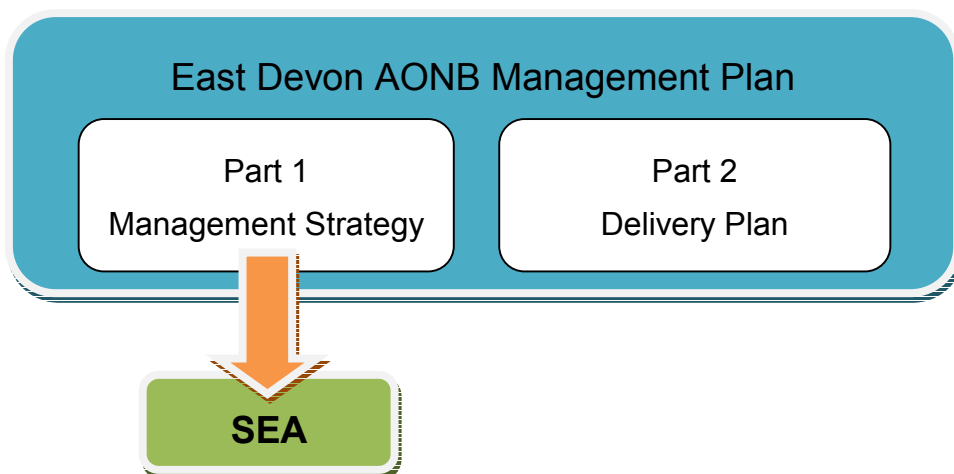 East Devon AONB Management Plan
Part 1
Management Strategy
Part 2
Delivery Plan
SEA